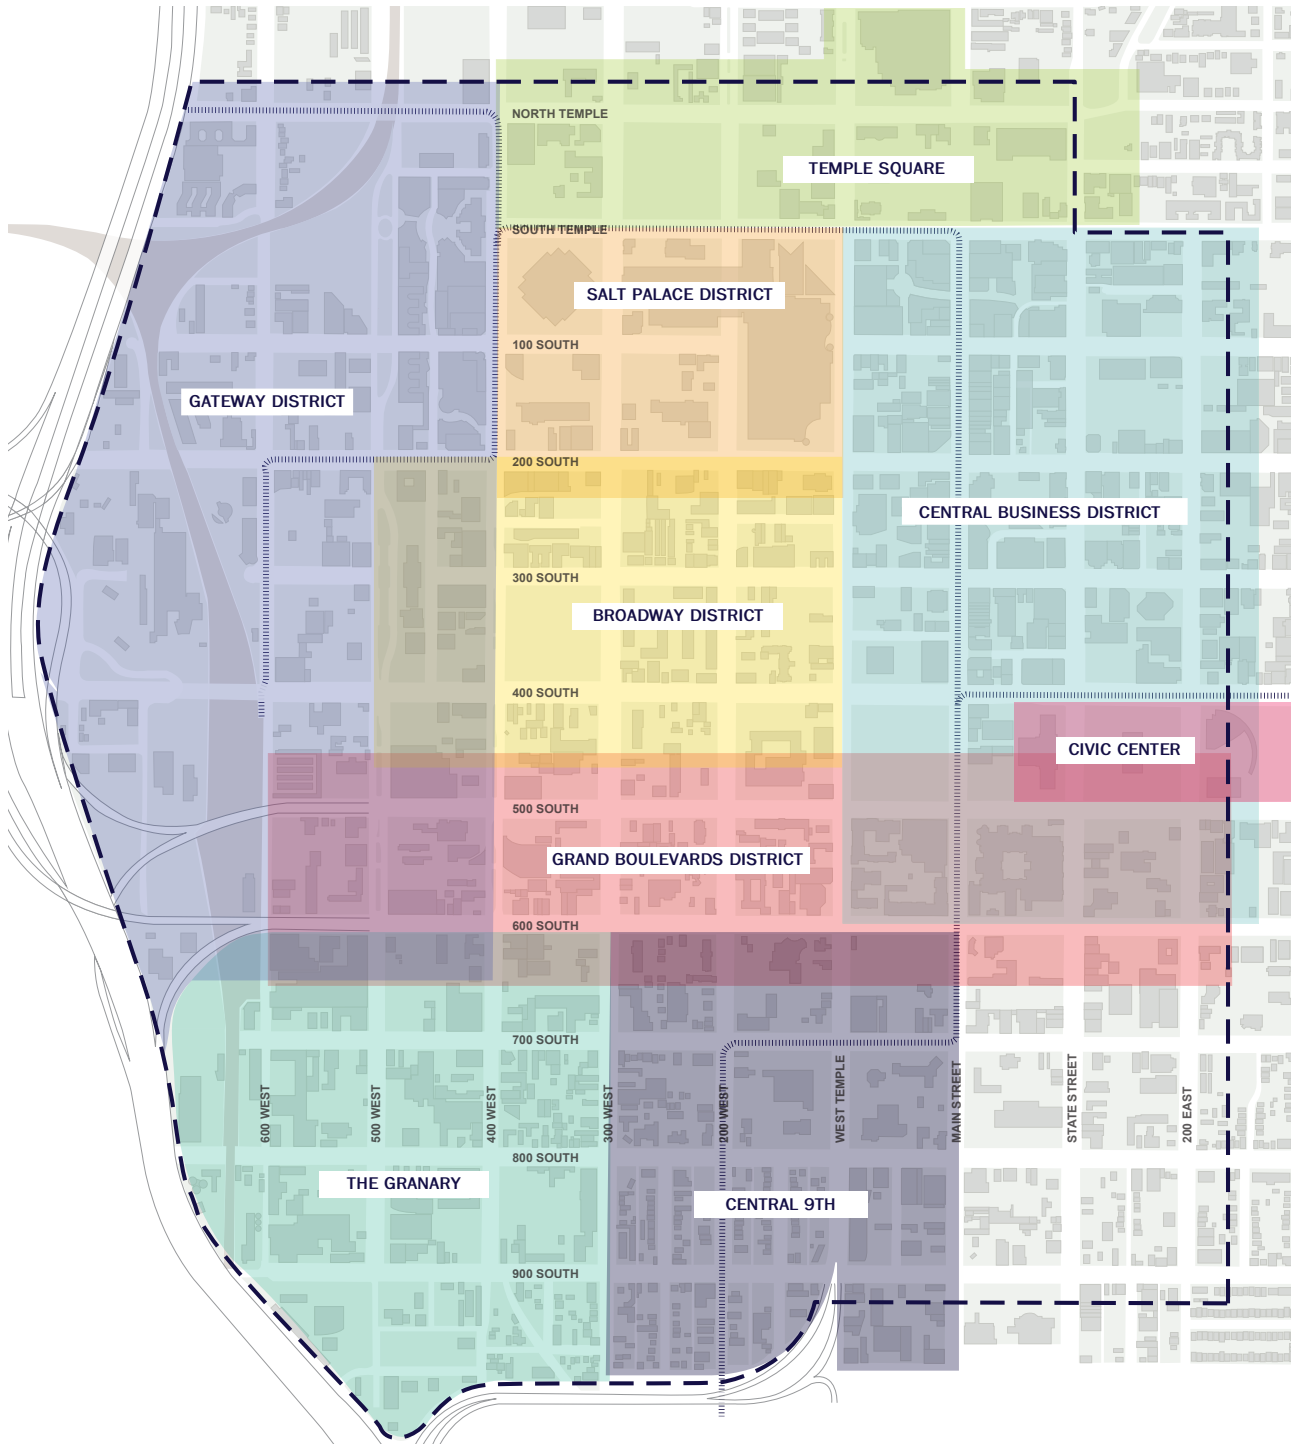 NORTH TEMPLE
TEMPLE SQUARE
SOUTH TEMPLE
SALT PALACE DISTRICT
100 SOUTH
GATEWAY DISTRICT
200 SOUTH
CENTRAL BUSINESS DISTRICT
300 SOUTH
BROADWAY DISTRICT
400 SOUTH
CIVIC CENTER
500 SOUTH
GRAND BOULEVARDS DISTRICT
600 SOUTH
700 SOUTH
600 WEST
500 WEST
400 WEST
300 WEST
200 WEST
WEST TEMPLE
MAIN STREET
STATE STREET
200 EAST
800 SOUTH
THE GRANARY
CENTRAL 9TH
900 SOUTH